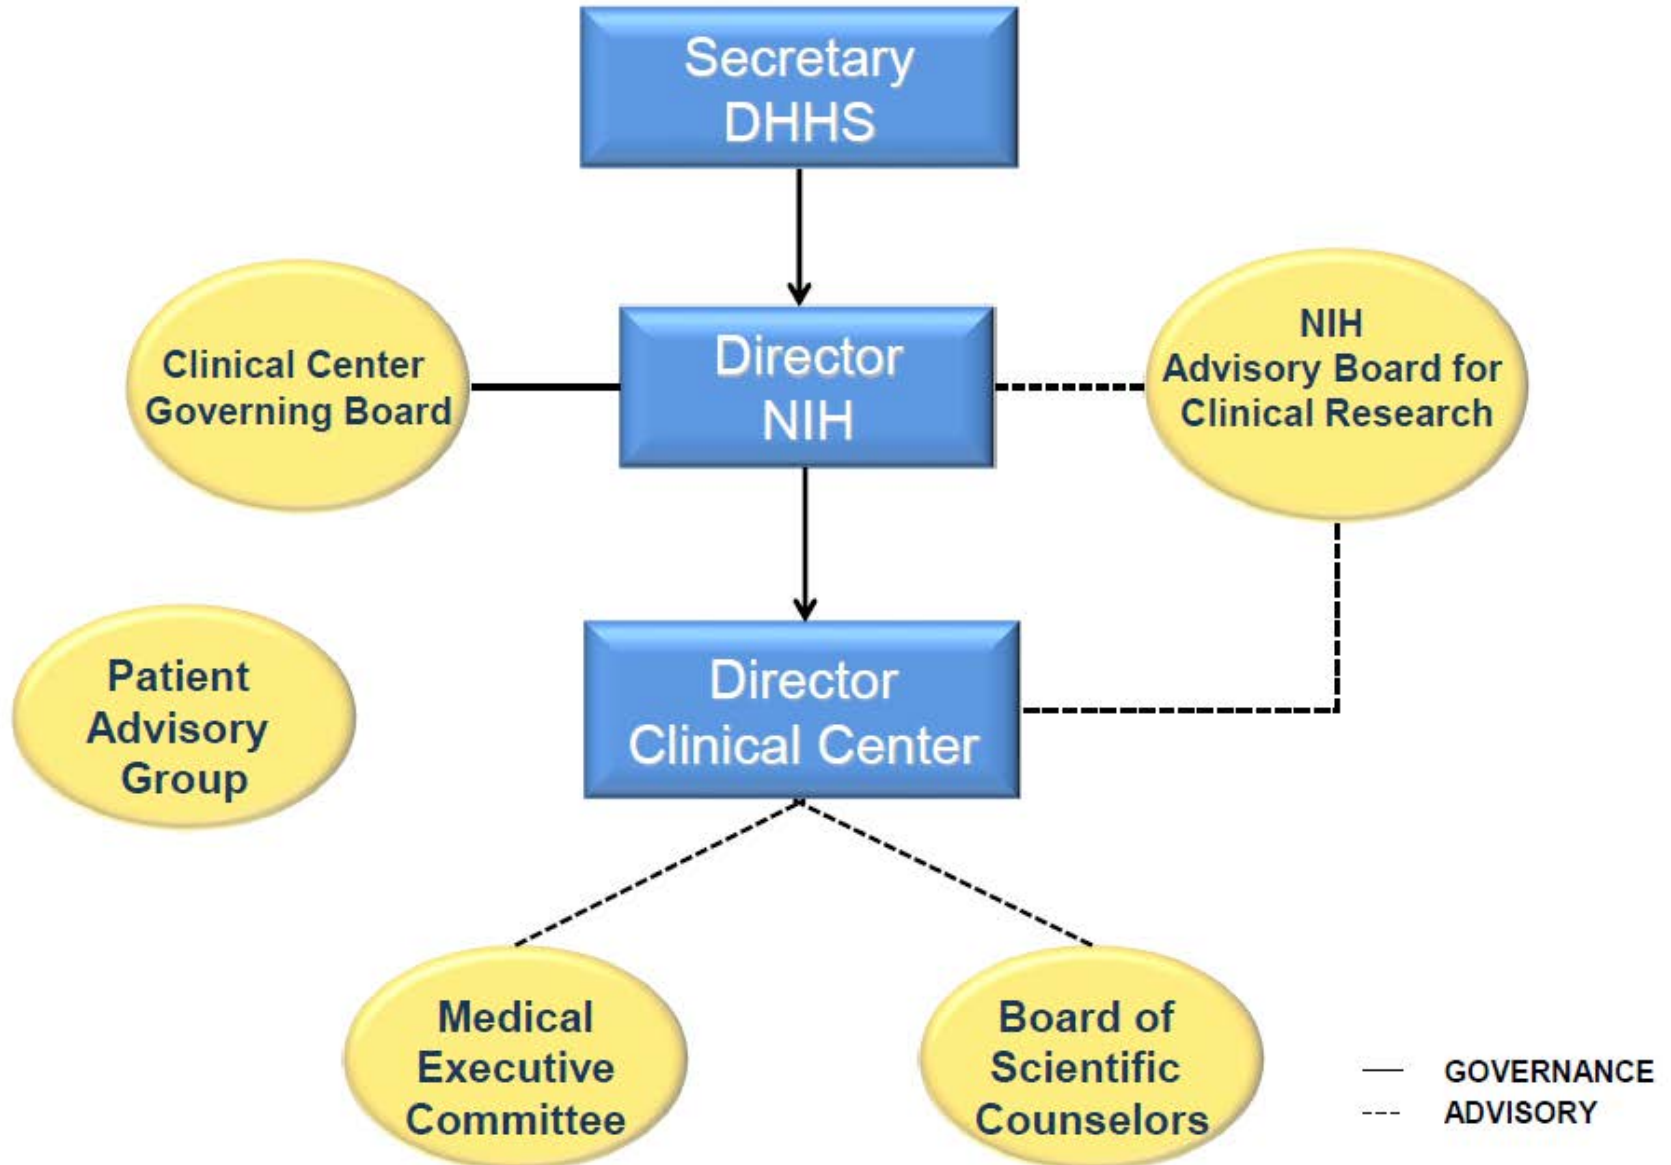 Secretary
DHHS
Clinical Center
Governing Board
Director
NIH
NIH
Advisory Board for
Clinical Research
Patient
Advisory
Group
Director
Clinical Center
Medical
Executive
Committee
Board of
Scientific
Counselors
GOVERNANCE
ADVISORY